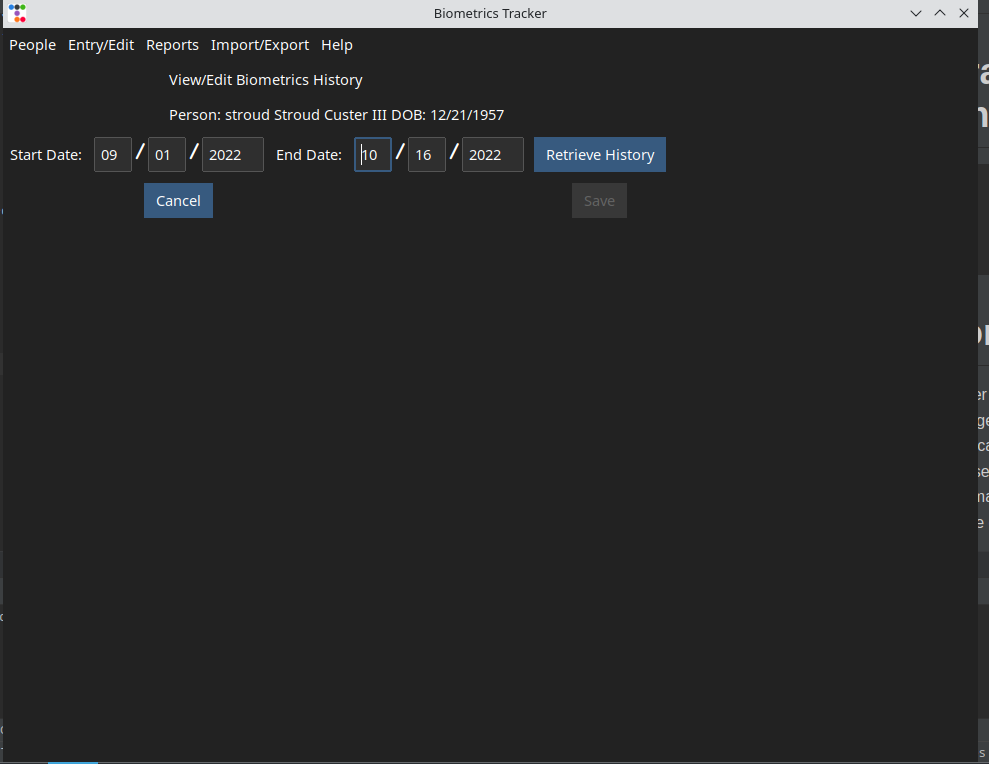 Biometrics Tracker
People Entry/Edit Reports Import/Export Help
View/Edit Biometrics History
Person: stroud Stroud Custer III DOB: 12/21/1957
Start Date: 09 / 01 / 2022 End Date: 10 / 16 / 2022 Retrieve History
Cancel Save